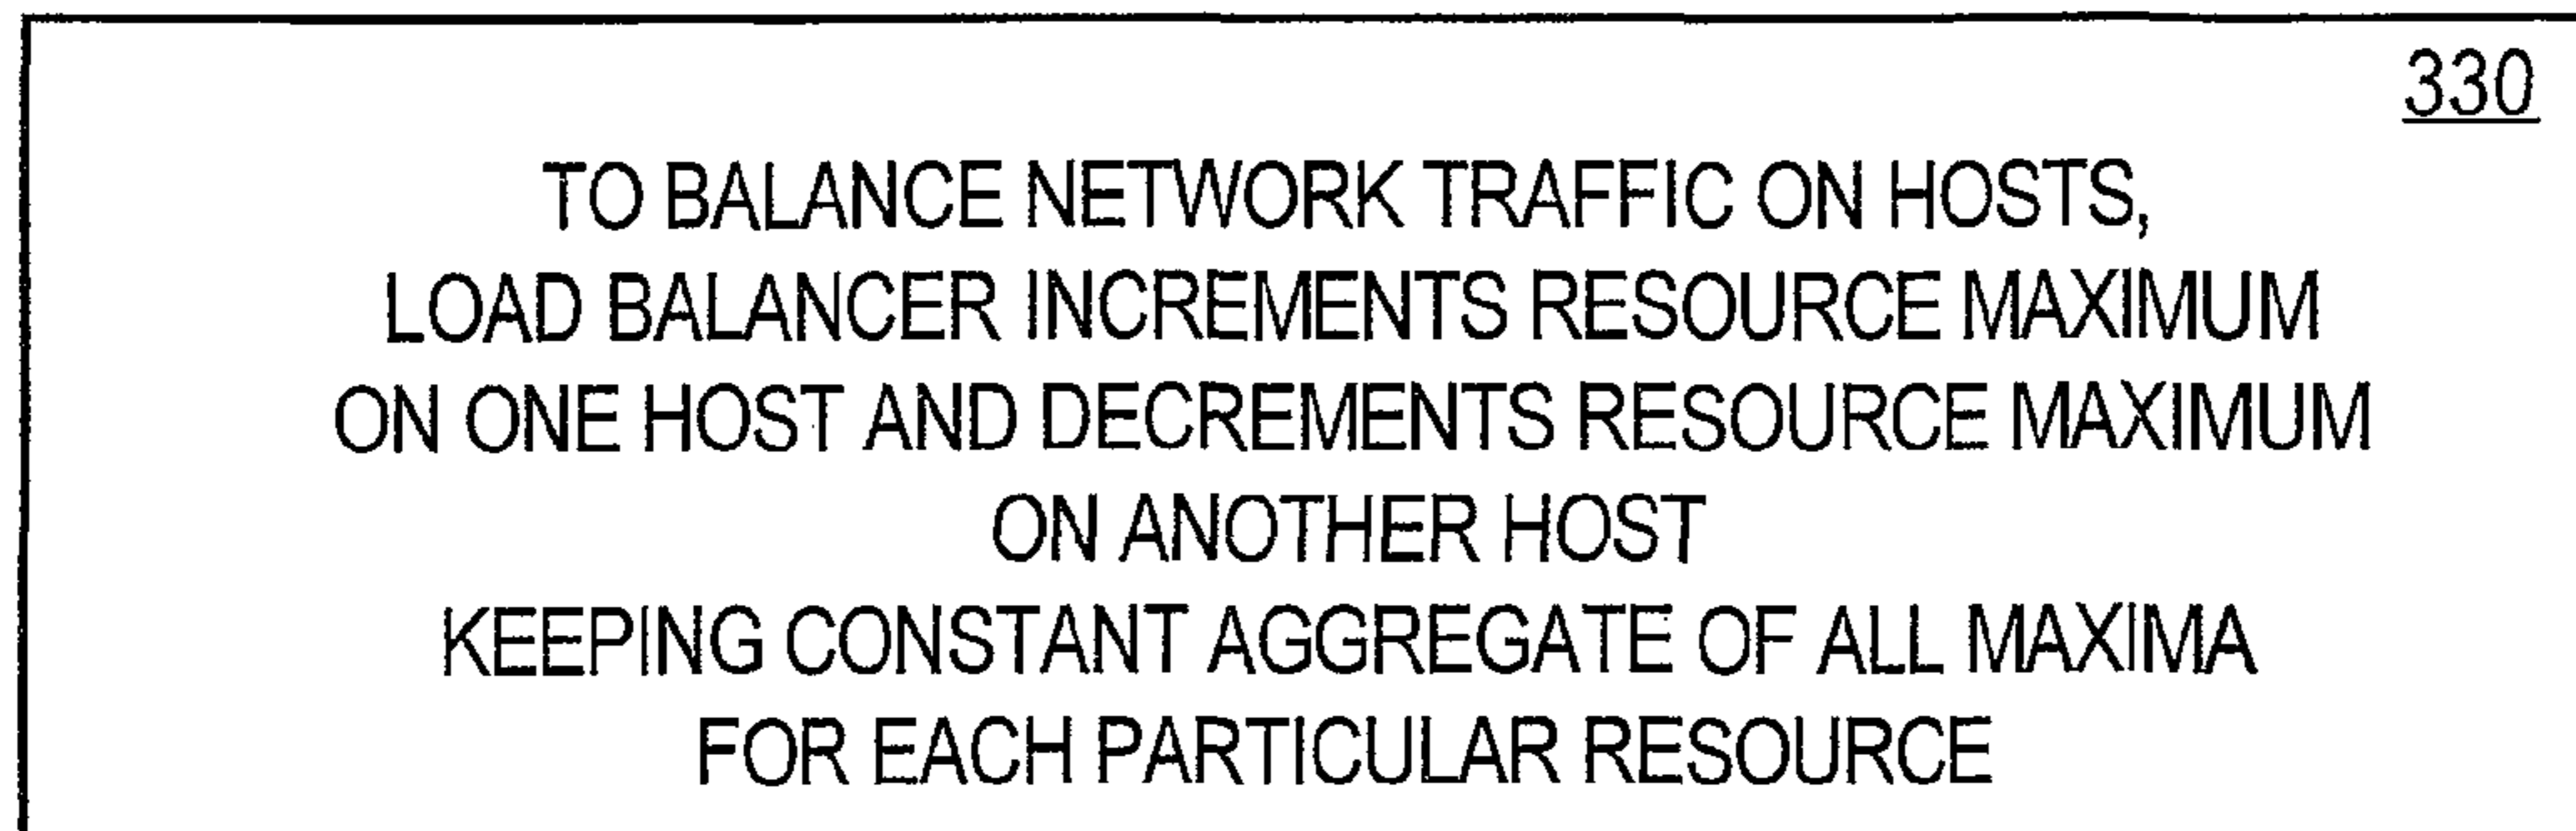 330
TO BALANCE NETWORK TRAFFIC ON HOSTS,
LOAD BALANCER INCREMENTS RESOURCE MAXIMUM
ON ONE HOST AND DECREMENTS RESOURCE MAXIMUM
ON ANOTHER HOST
KEEPING CONSTANT AGGREGATE OF ALL MAXIMA
FOR EACH PARTICULAR RESOURCE